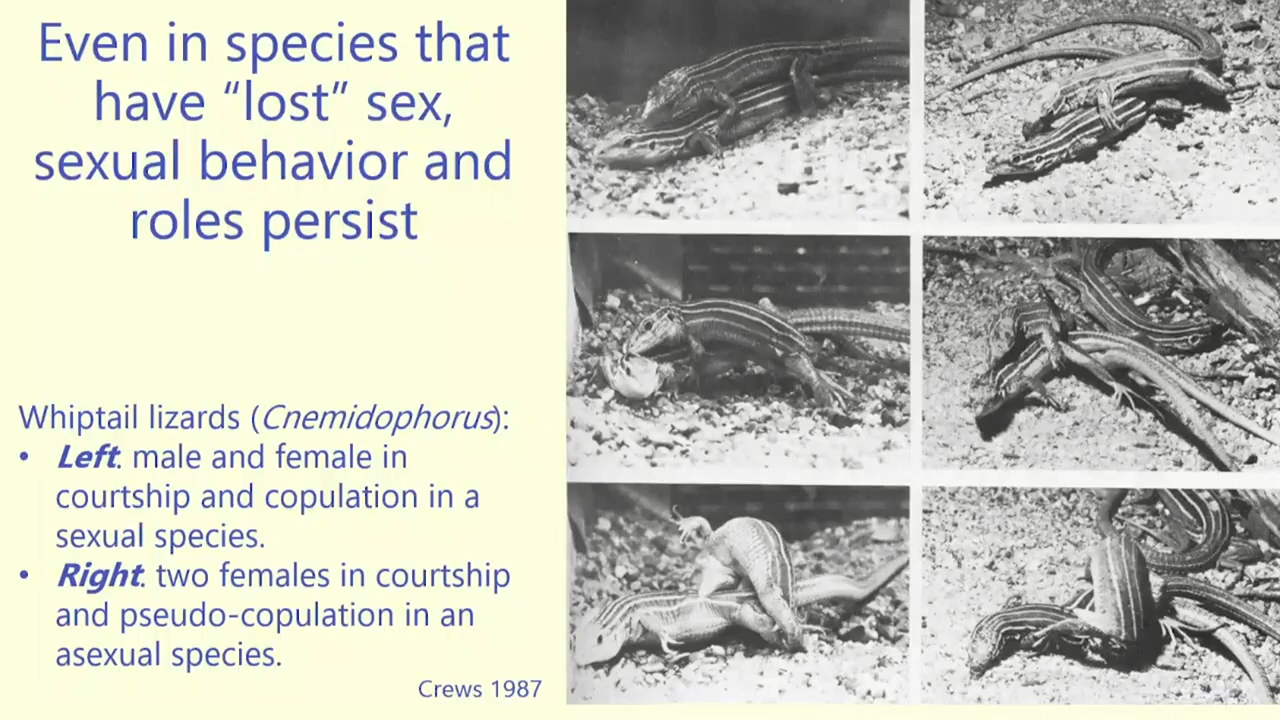 Even in species that
have “lost” sex,
sexual behavior and
roles persist
Whiptail lizards (Cnemidophorus):
• Left: male and female in
courtship and copulation in a
sexual species.
• Right: two females in courtship
and pseudo-copulation in an
asexual species.
Crews 1987